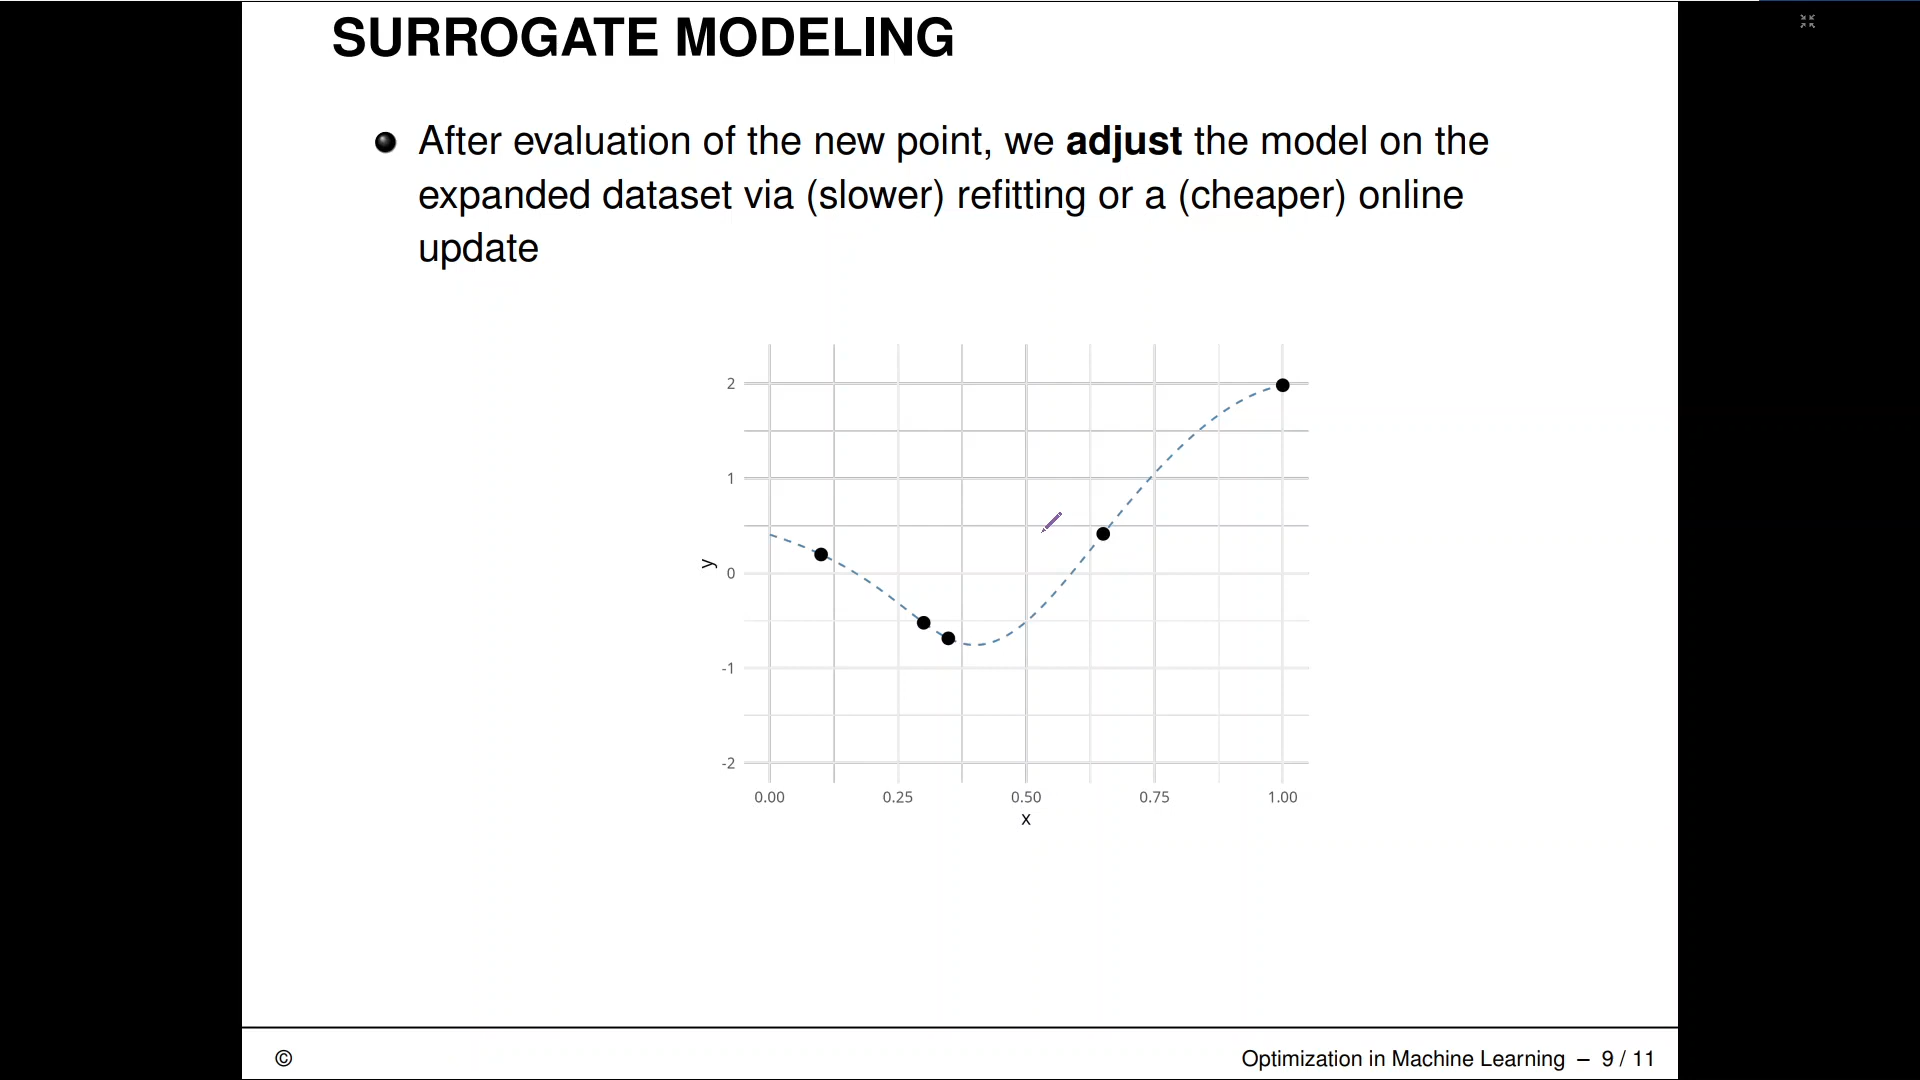 SURROGATE MODELING
After evaluation of the new point, we adjust the model on the
expanded dataset via (slower) refitting or a (cheaper) online
update
2
1
y
0
-1
-2
0.00 0.25 0.50 0.75 1.00
x
© Optimization in Machine Learning – 9 / 11